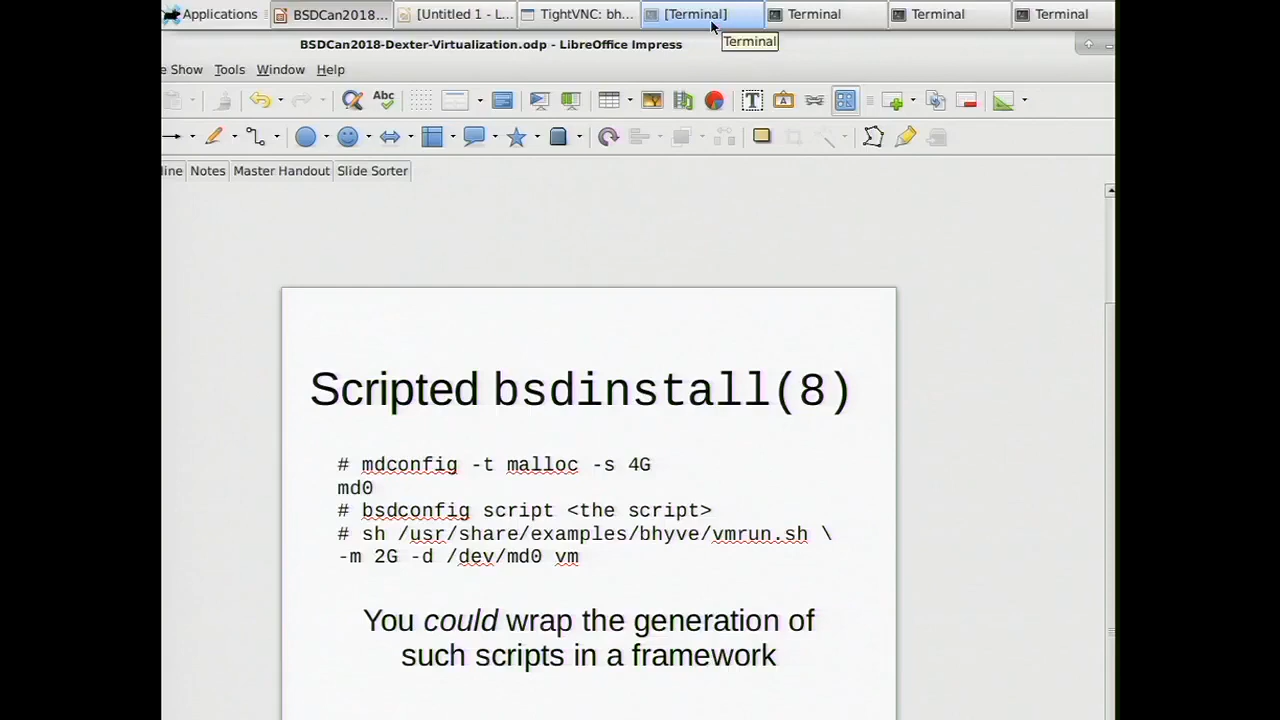 Applications
BSDCan2018...
[Untitled 1 - L...
TightVNC: bh...
[Terminal]
Terminal
Terminal
Terminal
BSDCan2018-Dexter-Virtualization.odp - LibreOffice Impress
Terminal
e Show Tools Window Help
Abc
T
A
line Notes Master Handout Slide Sorter
Scripted bsdinstall(8)
# mdconfig -t malloc -s 4G
md0
# bsdconfig script <the script>
# sh /usr/share/examples/bhyve/vmrun.sh \
-m 2G -d /dev/md0 vm
You could wrap the generation of
such scripts in a framework